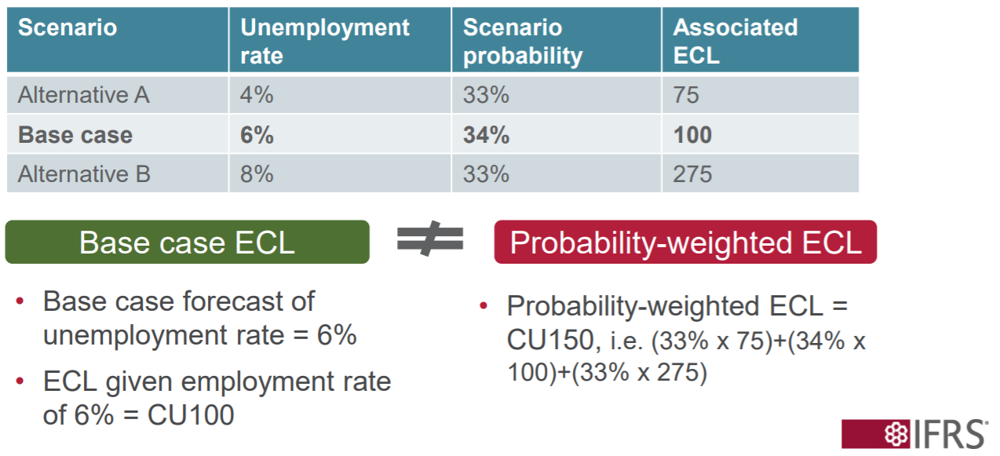 Scenario Unemployment rate Scenario probability Associated ECL
Alternative A 4% 33% 75
Base case 6% 34% 100
Alternative B 8% 33% 275
Base case ECL ≠ Probability-weighted ECL
• Base case forecast of
unemployment rate = 6%
• ECL given employment rate
of 6% = CU100
• Probability-weighted ECL =
CU150, i.e. (33% x 75)+(34% x
100)+(33% x 275)
IFRS